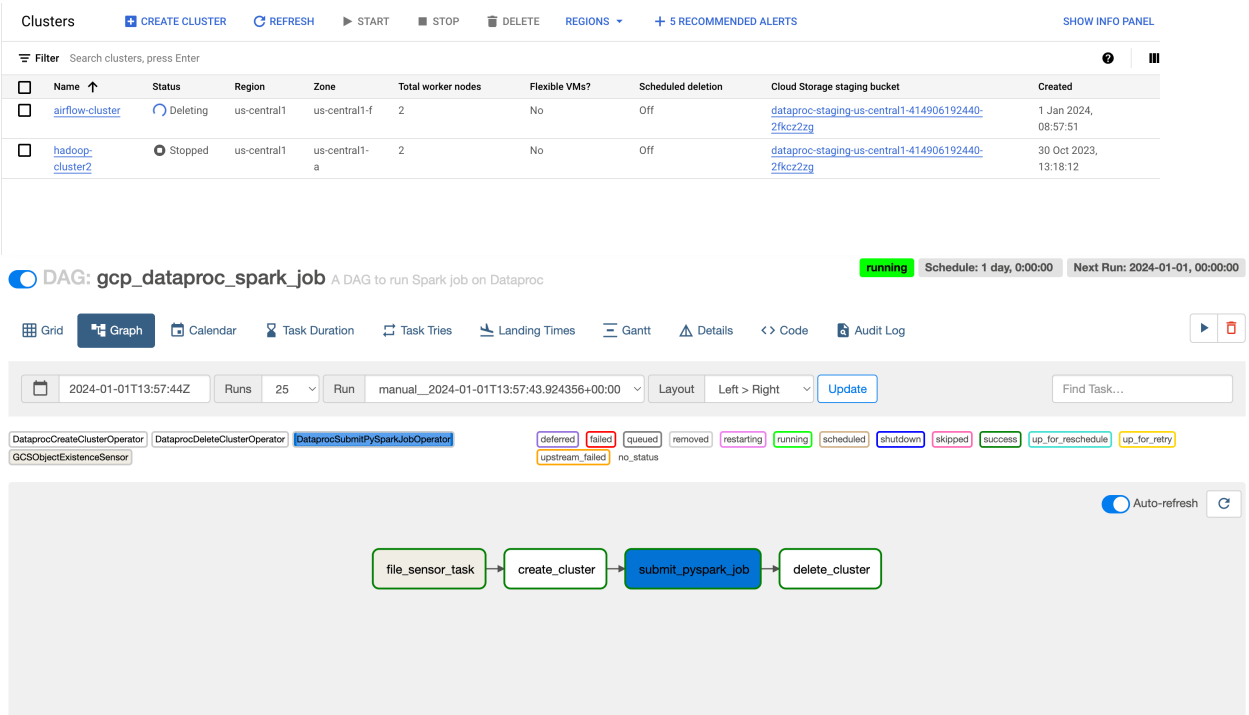 Clusters CREATE CLUSTER REFRESH START STOP DELETE REGIONS 5 RECOMMENDED ALERTS SHOW INFO PANEL
Filter Search clusters, press Enter
Name Status Region Zone Total worker nodes Flexible VMs? Scheduled deletion Cloud Storage staging bucket Created
airflow-cluster Deleting us-central1 us-central1-f 2 No Off dataproc-staging-us-central1-414906192440- 1 Jan 2024,
2fkcz2zg 08:57:51
hadoop- Stopped us-central1 us-central1- 2 No Off dataproc-staging-us-central1-414906192440- 30 Oct 2023,
cluster2 a 2fkcz2zg 13:18:12
DAG: gcp_dataproc_spark_job A DAG to run Spark job on Dataproc running Schedule: 1 day, 0:00:00 Next Run: 2024-01-01, 00:00:00
Grid Graph Calendar Task Duration Task Tries Landing Times Gantt Details Code Audit Log
2024-01-01T13:57:44Z Runs 25 Run manual__2024-01-01T13:57:43.924356+00:00 Layout Left > Right Update Find Task...
DataprocCreateClusterOperator DataprocDeleteClusterOperator DataprocSubmitPySparkJobOperator deferred failed queued removed restarting running scheduled shutdown skipped success up_for_reschedule up_for_retry
GCSObjectExistenceSensor upstream_failed no_status
Auto-refresh
file_sensor_task create_cluster submit_pyspark_job delete_cluster